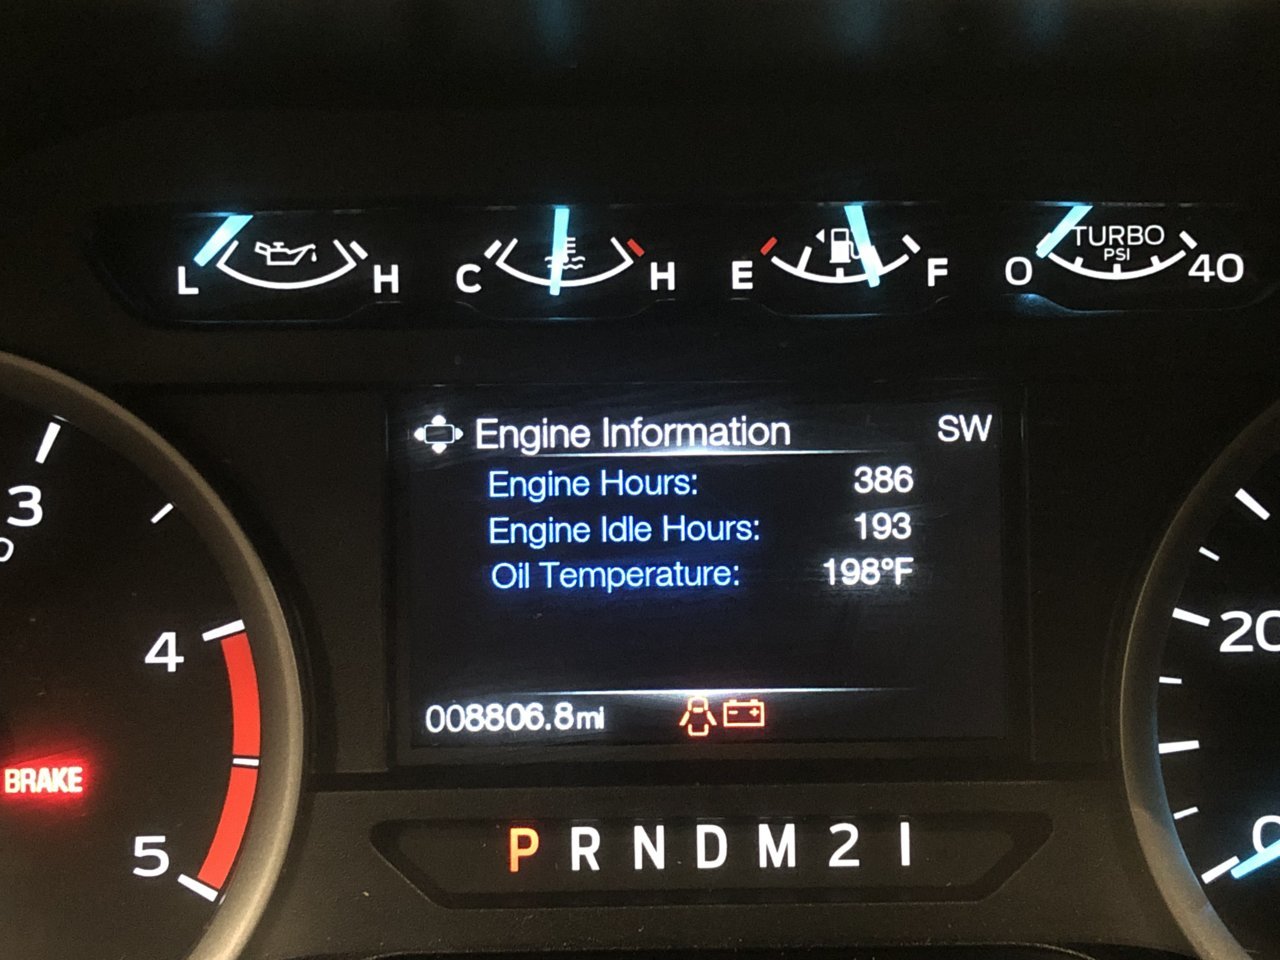 L H
C E H
E F
0 TURBO PSI 40
Engine Information SW
Engine Hours: 386
Engine Idle Hours: 193
Oil Temperature: 198°F
008806.8mi
3
4
5
BRAKE
20
0
P R N D M 2 1